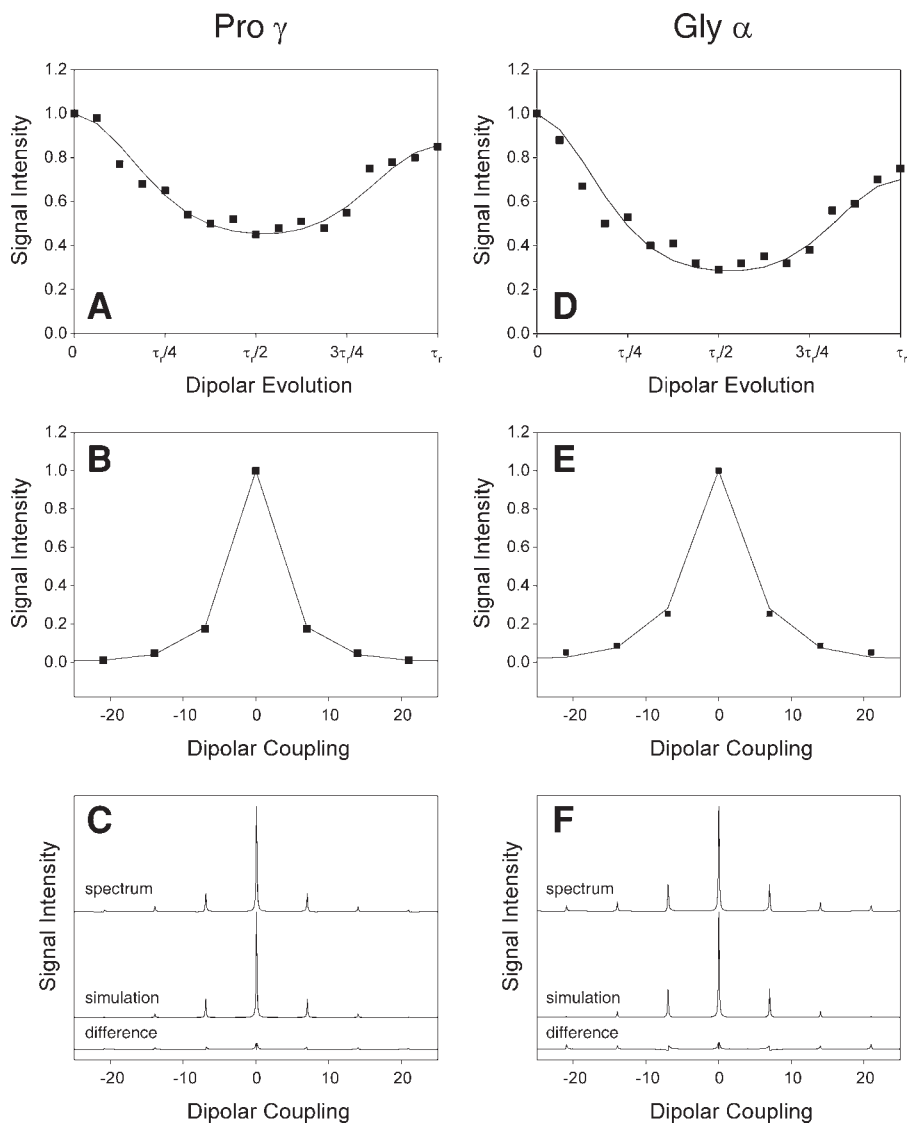 Pro γ
Gly α
Signal Intensity
1.2
1.0
0.8
0.6
0.4
0.2
0.0
A
0 τr/4 τr/2 3τr/4 τr
Dipolar Evolution
Signal Intensity
1.2
1.0
0.8
0.6
0.4
0.2
0.0
D
0 τr/4 τr/2 3τr/4 τr
Dipolar Evolution
Signal Intensity
1.2
1.0
0.8
0.6
0.4
0.2
0.0
B
-20 -10 0 10 20
Dipolar Coupling
Signal Intensity
1.2
1.0
0.8
0.6
0.4
0.2
0.0
E
-20 -10 0 10 20
Dipolar Coupling
Signal Intensity
C
spectrum
simulation
difference
-20 -10 0 10 20
Dipolar Coupling
Signal Intensity
F
spectrum
simulation
difference
-20 -10 0 10 20
Dipolar Coupling